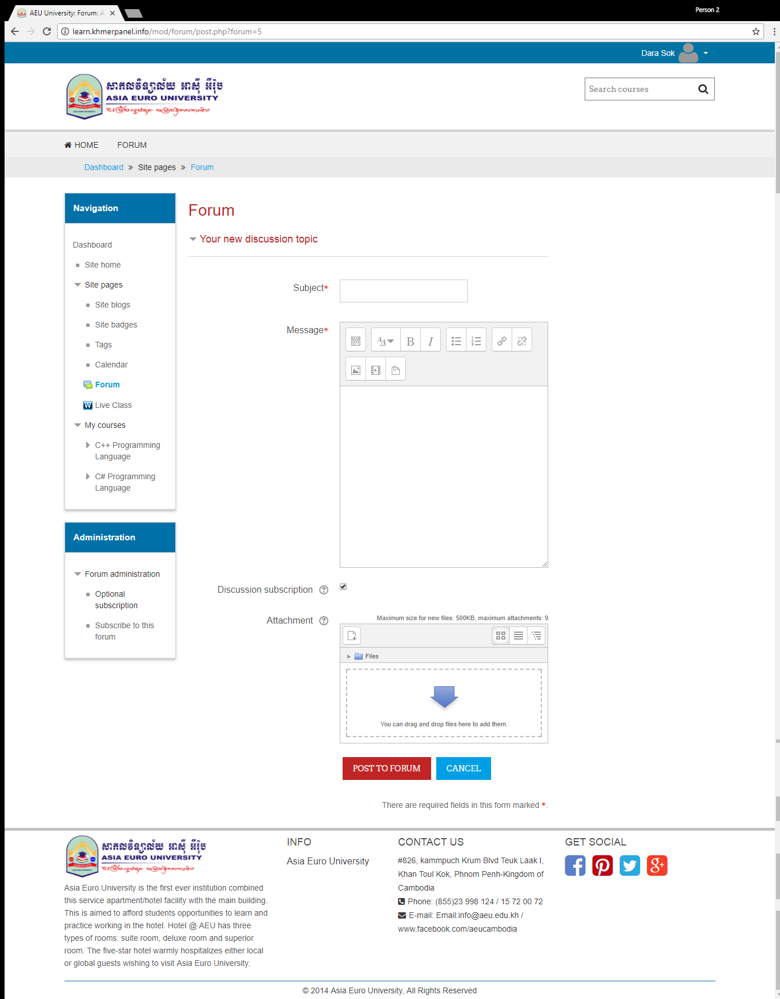 AEU University: Forum: A
Person 2
learn.khmerpanel.info/mod/forum/post.php?forum=5
Dara Sok
សាកលវិទ្យាល័យ អាស៊ី អឺរ៉ុប
ASIA EURO UNIVERSITY
Search courses
HOME FORUM
Dashboard » Site pages » Forum
Navigation
Dashboard
Site home
Site pages
Site blogs
Site badges
Tags
Calendar
Forum
Live Class
My courses
C++ Programming
Language
C# Programming
Language
Administration
Forum administration
Optional
subscription
Subscribe to this
forum
Forum
Your new discussion topic
Subject*
Message*
Discussion subscription
Attachment
Maximum size for new files: 500KB, maximum attachments: 9
Files
You can drag and drop files here to add them.
POST TO FORUM CANCEL
There are required fields in this form marked *.
សាកលវិទ្យាល័យ អាស៊ី អឺរ៉ុប
ASIA EURO UNIVERSITY
Asia Euro University is the first ever institution combined
this service apartment/hotel facility with the main building.
This is aimed to afford students opportunities to learn and
practice working in the hotel. Hotel @ AEU has three
types of rooms: suite room, deluxe room and superior
room. The five-star hotel warmly hospitalizes either local
or global guests wishing to visit Asia Euro University.
INFO
Asia Euro University
CONTACT US
#826, kammpuch Krum Blvd Teuk Laak I,
Khan Toul Kok, Phnom Penh-Kingdom of
Cambodia
Phone: (855)23 998 124 / 15 72 00 72
E-mail: Email:info@aeu.edu.kh /
www.facebook.com/aeucambodia
GET SOCIAL
© 2014 Asia Euro University, All Rights Reserved